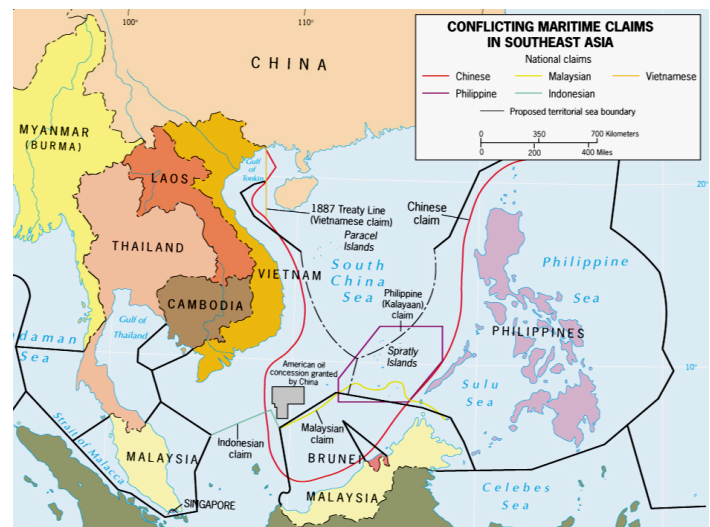 100°
110°
CONFLICTING MARITIME CLAIMS
IN SOUTHEAST ASIA
National claims
Chinese
Malaysian
Vietnamese
Philippine
Indonesian
Proposed territorial sea boundary
0 350 700 Kilometers
0 200 400 Miles
CHINA
MYANMAR
(BURMA)
LAOS
Gulf
of
Tonkin
20°
1887 Treaty Line
(Vietnamese claim)
Chinese
claim
Paracel
Islands
THAILAND
VIETNAM
South
China
Sea
Philippine
Sea
CAMBODIA
Philippine
(Kalayaan)
claim
Gulf of
Thailand
PHILIPPINES
daman
Sea
Spratly
Islands
American oil
concession granted
by China
10°
Sulu
Sea
Strait of Malacca
Indonesian
claim
Malaysian
claim
MALAYSIA
BRUNEI
SINGAPORE
MALAYSIA
Celebes
Sea